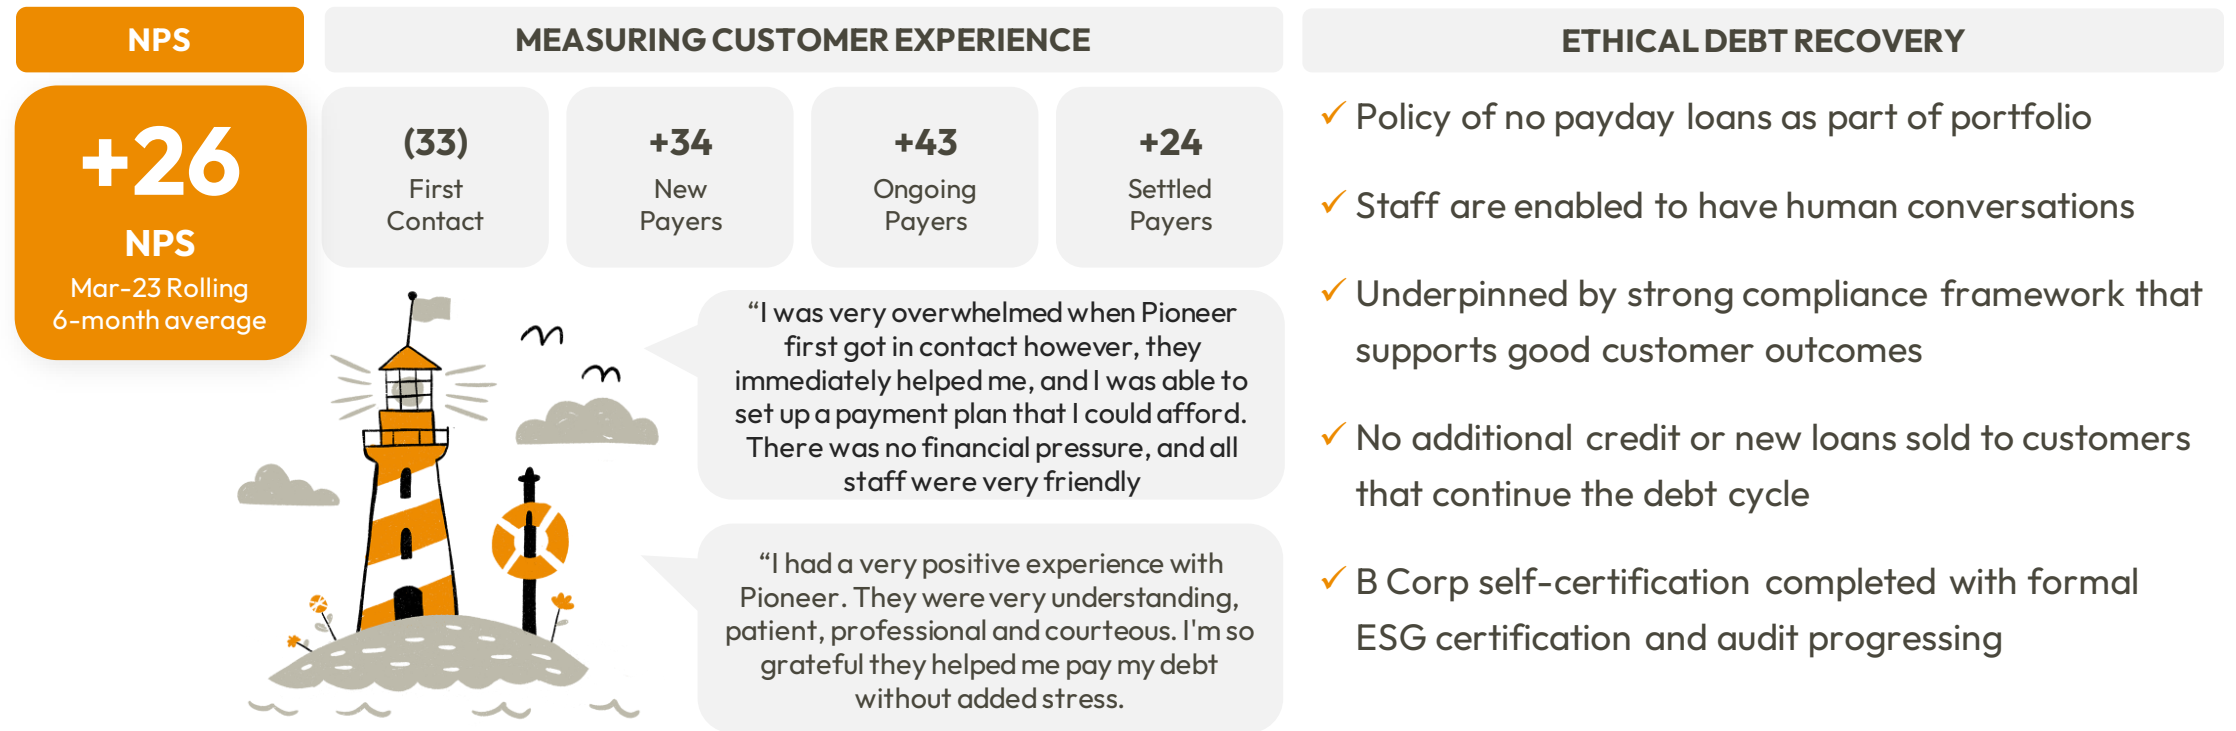 NPS
+26
NPS
Mar-23 Rolling
6-month average
MEASURING CUSTOMER EXPERIENCE
(33)
First
Contact
+34
New
Payers
+43
Ongoing
Payers
+24
Settled
Payers
“I was very overwhelmed when Pioneer
first got in contact however, they
immediately helped me, and I was able to
set up a payment plan that I could afford.
There was no financial pressure, and all
staff were very friendly
“I had a very positive experience with
Pioneer. They were very understanding,
patient, professional and courteous. I'm so
grateful they helped me pay my debt
without added stress.
ETHICAL DEBT RECOVERY
✓ Policy of no payday loans as part of portfolio
✓ Staff are enabled to have human conversations
✓ Underpinned by strong compliance framework that
supports good customer outcomes
✓ No additional credit or new loans sold to customers
that continue the debt cycle
✓ B Corp self-certification completed with formal
ESG certification and audit progressing